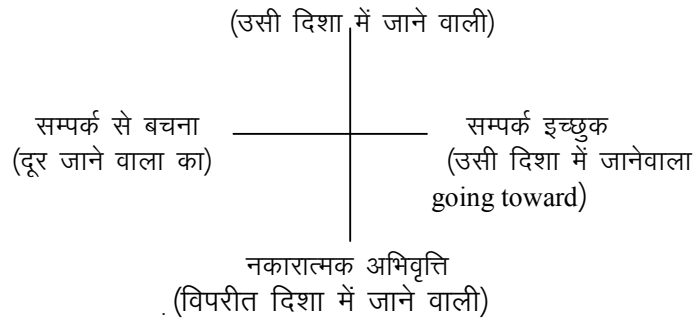 (उसी दिशा में जाने वाली)
सम्पर्क से बचना
(दूर जाने वाला का)
सम्पर्क इच्छुक
(उसी दिशा में जानेवाला
going toward)
नकारात्मक अभिवृत्ति
.(विपरीत दिशा में जाने वाली)